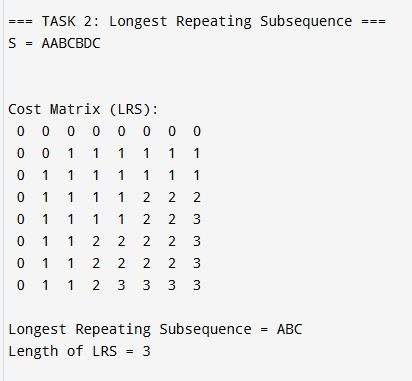 === TASK 2: Longest Repeating Subsequence ===
S = AABCBDC
Cost Matrix (LRS):
0 0 0 0 0 0 0 0
0 0 1 1 1 1 1 1
0 1 1 1 1 1 1 1
0 1 1 1 1 2 2 2
0 1 1 1 1 2 2 3
0 1 1 2 2 2 2 3
0 1 1 2 2 2 2 3
0 1 1 2 3 3 3 3
Longest Repeating Subsequence = ABC
Length of LRS = 3